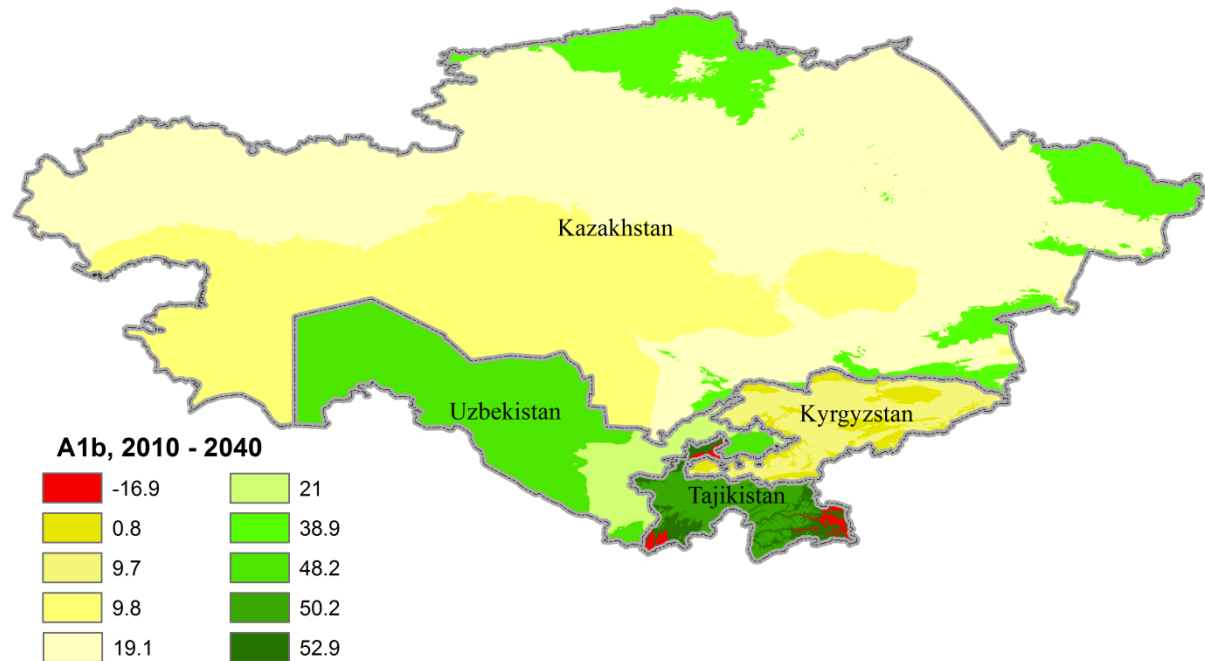 Kazakhstan
Uzbekistan
Kyrgyzstan
Tajikistan
A1b, 2010 - 2040
-16.9
0.8
9.7
9.8
19.1
21
38.9
48.2
50.2
52.9